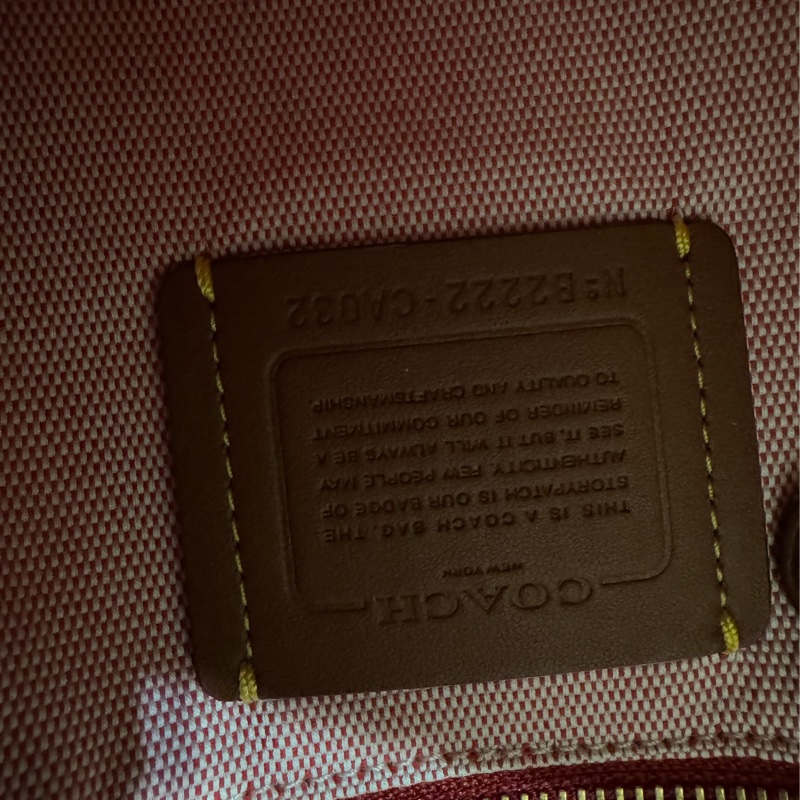 COACH
NEW YORK
THIS IS A COACH BAG. THE
STORYPATCH IS OUR BADGE OF
AUTHENTICITY. FEW PEOPLE MAY
SEE IT, BUT IT WILL ALWAYS BE A
REMINDER OF OUR COMMITMENT
TO QUALITY AND CRAFTSMANSHIP.
Nº B2222-CA032